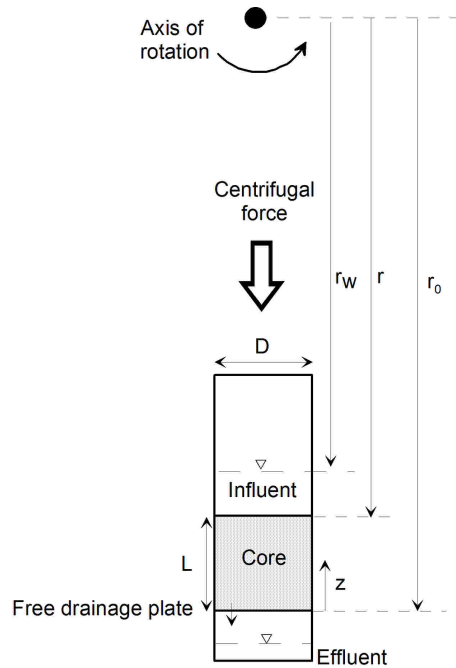 Axis of
rotation
Centrifugal
force
r_W
r
r_0
D
Influent
L
Core
z
Free drainage plate
Effluent